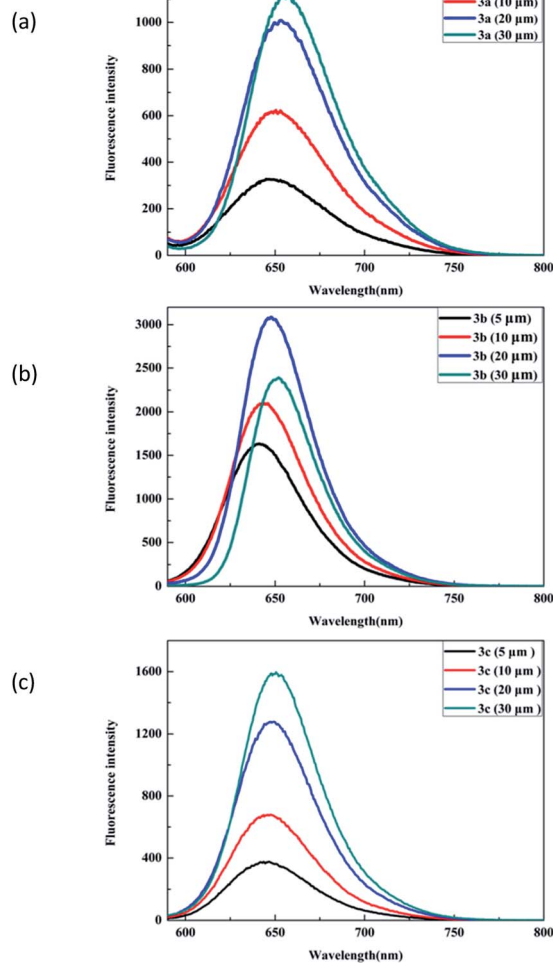 (a)
3a (10 µm)
3a (20 µm)
3a (30 µm)
1000
800
600
400
200
0
Fluorescence intensity
600 650 700 750 800
Wavelength(nm)
(b)
3b (5 µm)
3b (10 µm)
3b (20 µm)
3b (30 µm)
3000
2500
2000
1500
1000
500
0
Fluorescence intensity
600 650 700 750 800
Wavelength(nm)
(c)
3c (5 µm )
3c (10 µm )
3c (20 µm )
3c (30 µm )
1600
1200
800
400
0
Fluorescence intensity
600 650 700 750 800
Wavelength(nm)